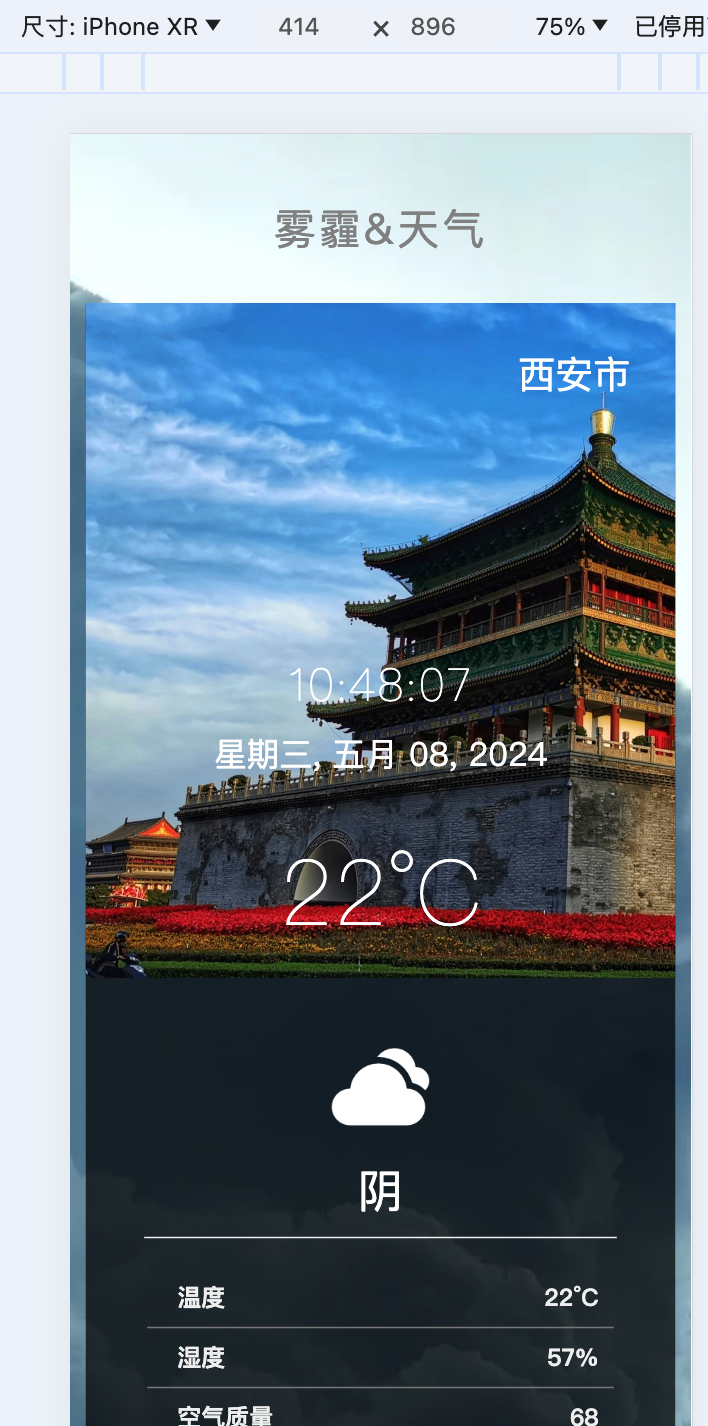 尺寸: iPhone XR ▼ 414 × 896 75% ▼ 已停用
雾霾&天气
西安市
10:48:07
星期三, 五月 08, 2024
22°C
阴
温度 22°C
湿度 57%
空气质量 68